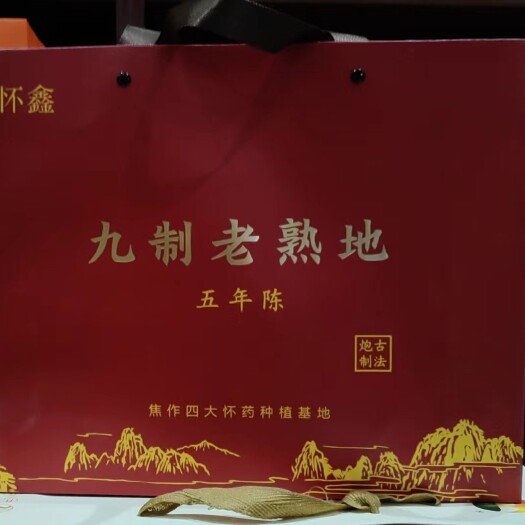 怀鑫
九制老熟地
五年陈
古法
炮制
焦作四大怀药种植基地